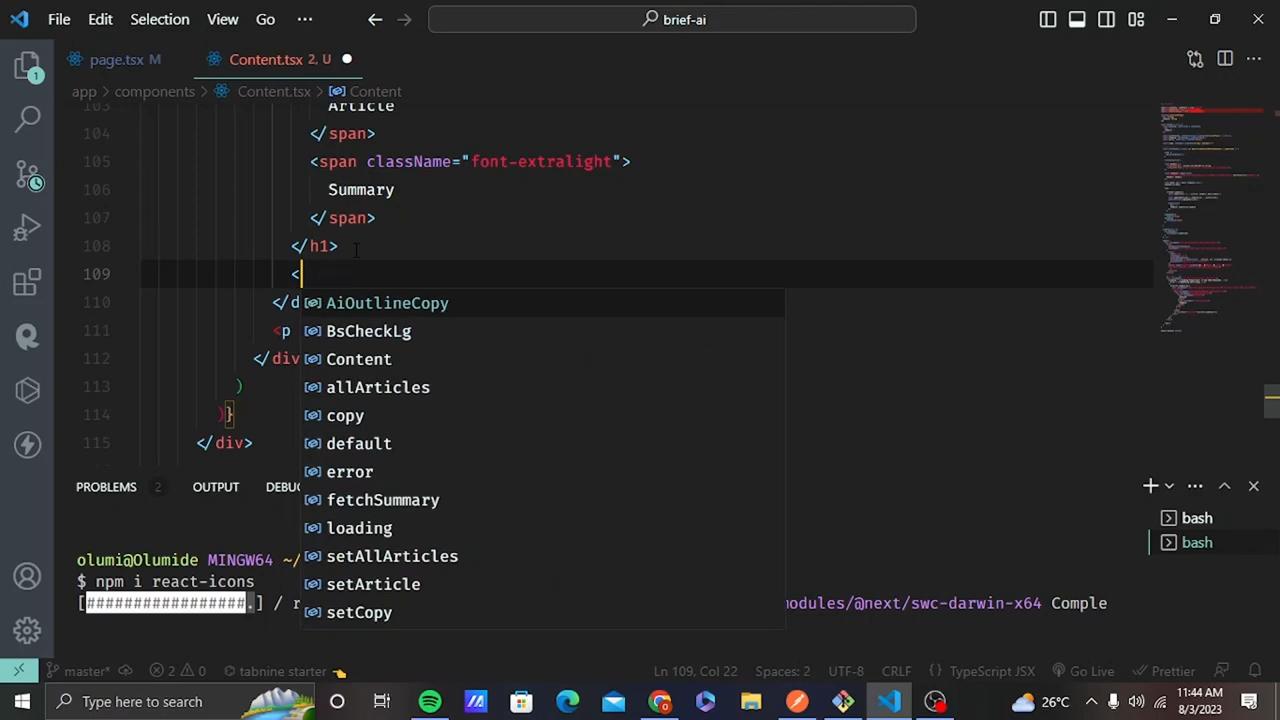 File Edit Selection View Go ··· brief-ai
page.tsx M Content.tsx 2, U
app > components > Content.tsx > Content
103 Article
104 </span>
105 <span className="font-extralight">
106 Summary
107 </span>
108 </h1>
109 <
110 </d AiOutlineCopy
111 <p BsCheckLg
112 </div Content
113 ) allArticles
114 )} copy
115 </div> default
error
PROBLEMS 2 OUTPUT DEBUG fetchSummary
bash
loading
bash
setAllArticles
olumi@Olumide MINGW64 ~/
$ npm i react-icons setArticle
[#################.] / r setCopy modules/@next/swc-darwin-x64 Comple
master* 2 0 tabnine starter Ln 109, Col 22 Spaces: 2 UTF-8 CRLF {} TypeScript JSX Go Live Prettier
Type here to search 26°C 11:44 AM
8/3/2023